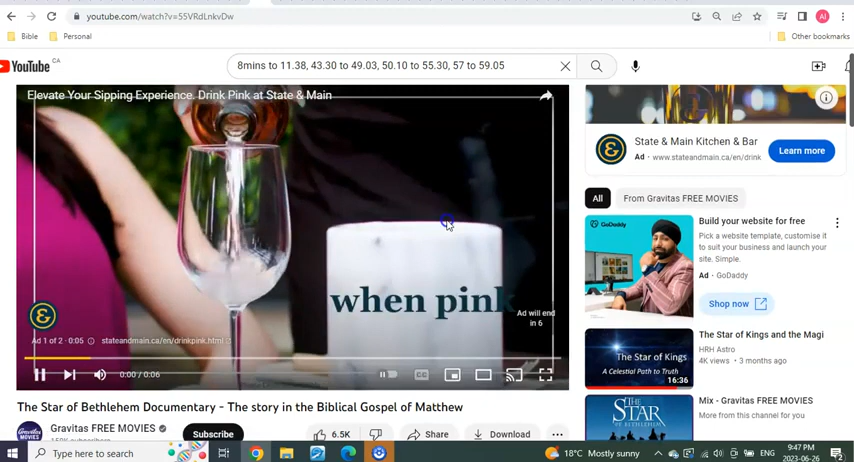 youtube.com/watch?v=55VRdLnkvDw
Bible
Personal
Other bookmarks
YouTube CA
8mins to 11.38, 43.30 to 49.03, 50.10 to 55.30, 57 to 59.05
Elevate Your Sipping Experience. Drink Pink at State & Main
when pink
Ad will end
in 6
Ad 1 of 2 · 0:05
stateandmain.ca/en/drinkpink.html
0:00 / 0:06
CC
The Star of Bethlehem Documentary - The story in the Biblical Gospel of Matthew
Gravitas FREE MOVIES
Subscribe
6.5K
Share
Download
State & Main Kitchen & Bar
Ad · www.stateandmain.ca/en/drink
Learn more
All
From Gravitas FREE MOVIES
GoDaddy
Build your website for free
Pick a website template, customise it
to suit your business and launch your
site. Simple.
Ad · GoDaddy
Shop now
The Star of Kings
A Celestial Path to Truth
16:36
The Star of Kings and the Magi
HRH Astro
4K views • 3 months ago
THE
STAR
OF BETHLEHEM
Mix - Gravitas FREE MOVIES
More from this channel for you
Type here to search
18°C Mostly sunny
ENG
9:47 PM
2023-06-26